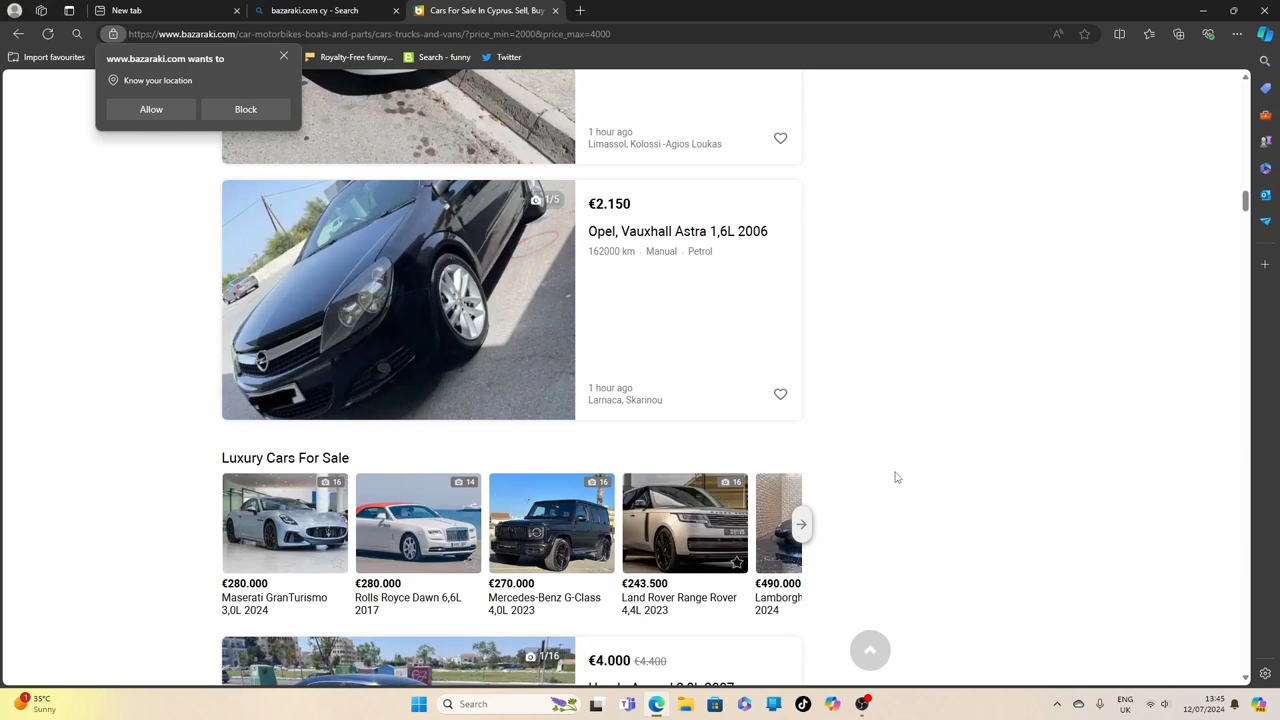 New tab
Bazaraki cy - Search
Cars For Sale In Cyprus. Sell, Buy
https://www.bazaraki.com/car-motorbikes-boats-and-parts/cars-trucks-and-vans/?price_min=2000&price_max=4000
Import favourites
Royalty-Free funny...
Search - funny
Twitter
www.bazaraki.com wants to
Know your location
Allow
Block
1 hour ago
Limassol, Kolossi -Agios Loukas
1/5
€2.150
Opel, Vauxhall Astra 1,6L 2006
162000 km · Manual · Petrol
1 hour ago
Larnaca, Skarinou
Luxury Cars For Sale
16
14
16
16
€280.000
€280.000
€270.000
€243.500
€490.000
Maserati GranTurismo
3,0L 2024
Rolls Royce Dawn 6,6L
2017
Mercedes-Benz G-Class
4,0L 2023
Land Rover Range Rover
4,4L 2023
Lamborgh
2024
1/16
€4.000 €4.400
1
35°C
Sunny
Search
ENG
UK
13:45
12/07/2024